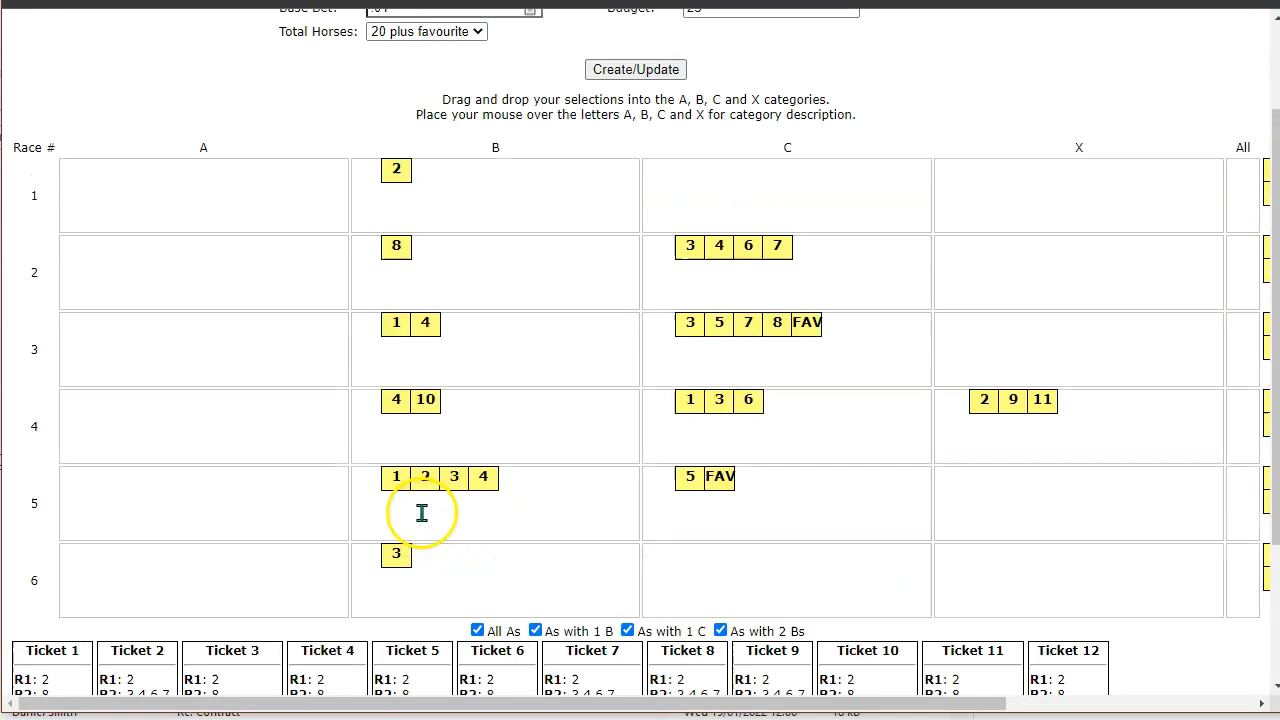 Total Horses: 20 plus favourite
Create/Update
Drag and drop your selections into the A, B, C and X categories.
Place your mouse over the letters A, B, C and X for category description.
Race # A B C X All
1 2
2 8 3 4 6 7
3 1 4 3 5 7 8 FAV
4 4 10 1 3 6 2 9 11
5 1 2 3 4 5 FAV
6 3
All As As with 1 B As with 1 C As with 2 Bs
Ticket 1 Ticket 2 Ticket 3 Ticket 4 Ticket 5 Ticket 6 Ticket 7 Ticket 8 Ticket 9 Ticket 10 Ticket 11 Ticket 12
R1: 2 R1: 2 R1: 2 R1: 2 R1: 2 R1: 2 R1: 2 R1: 2 R1: 2 R1: 2 R1: 2 R1: 2